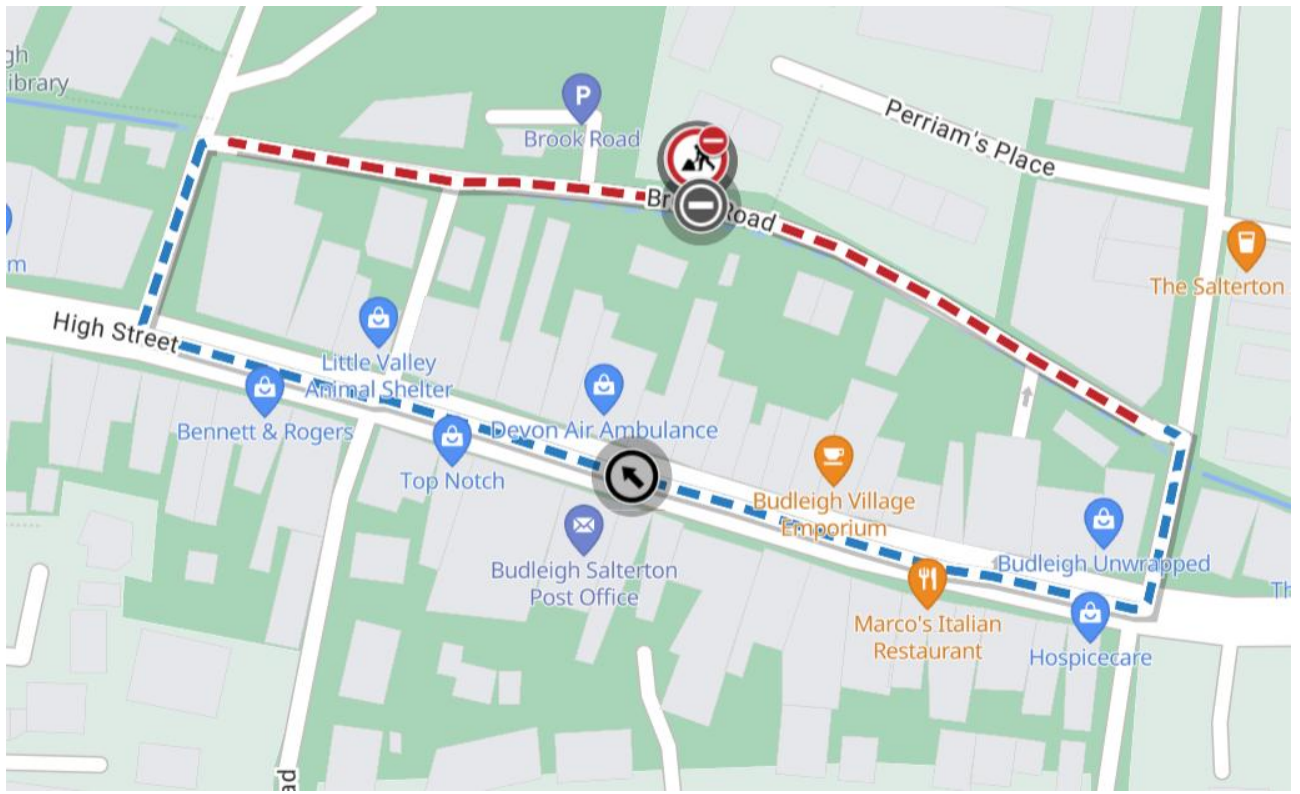 Library
P
Brook Road
Perriam's Place
Road
The Salterton
High Street
Little Valley
Animal Shelter
Bennett & Rogers
Devon Air Ambulance
Top Notch
Budleigh Village
Emporium
Budleigh Salterton
Post Office
Budleigh Unwrapped
Marco's Italian
Restaurant
Hospicecare